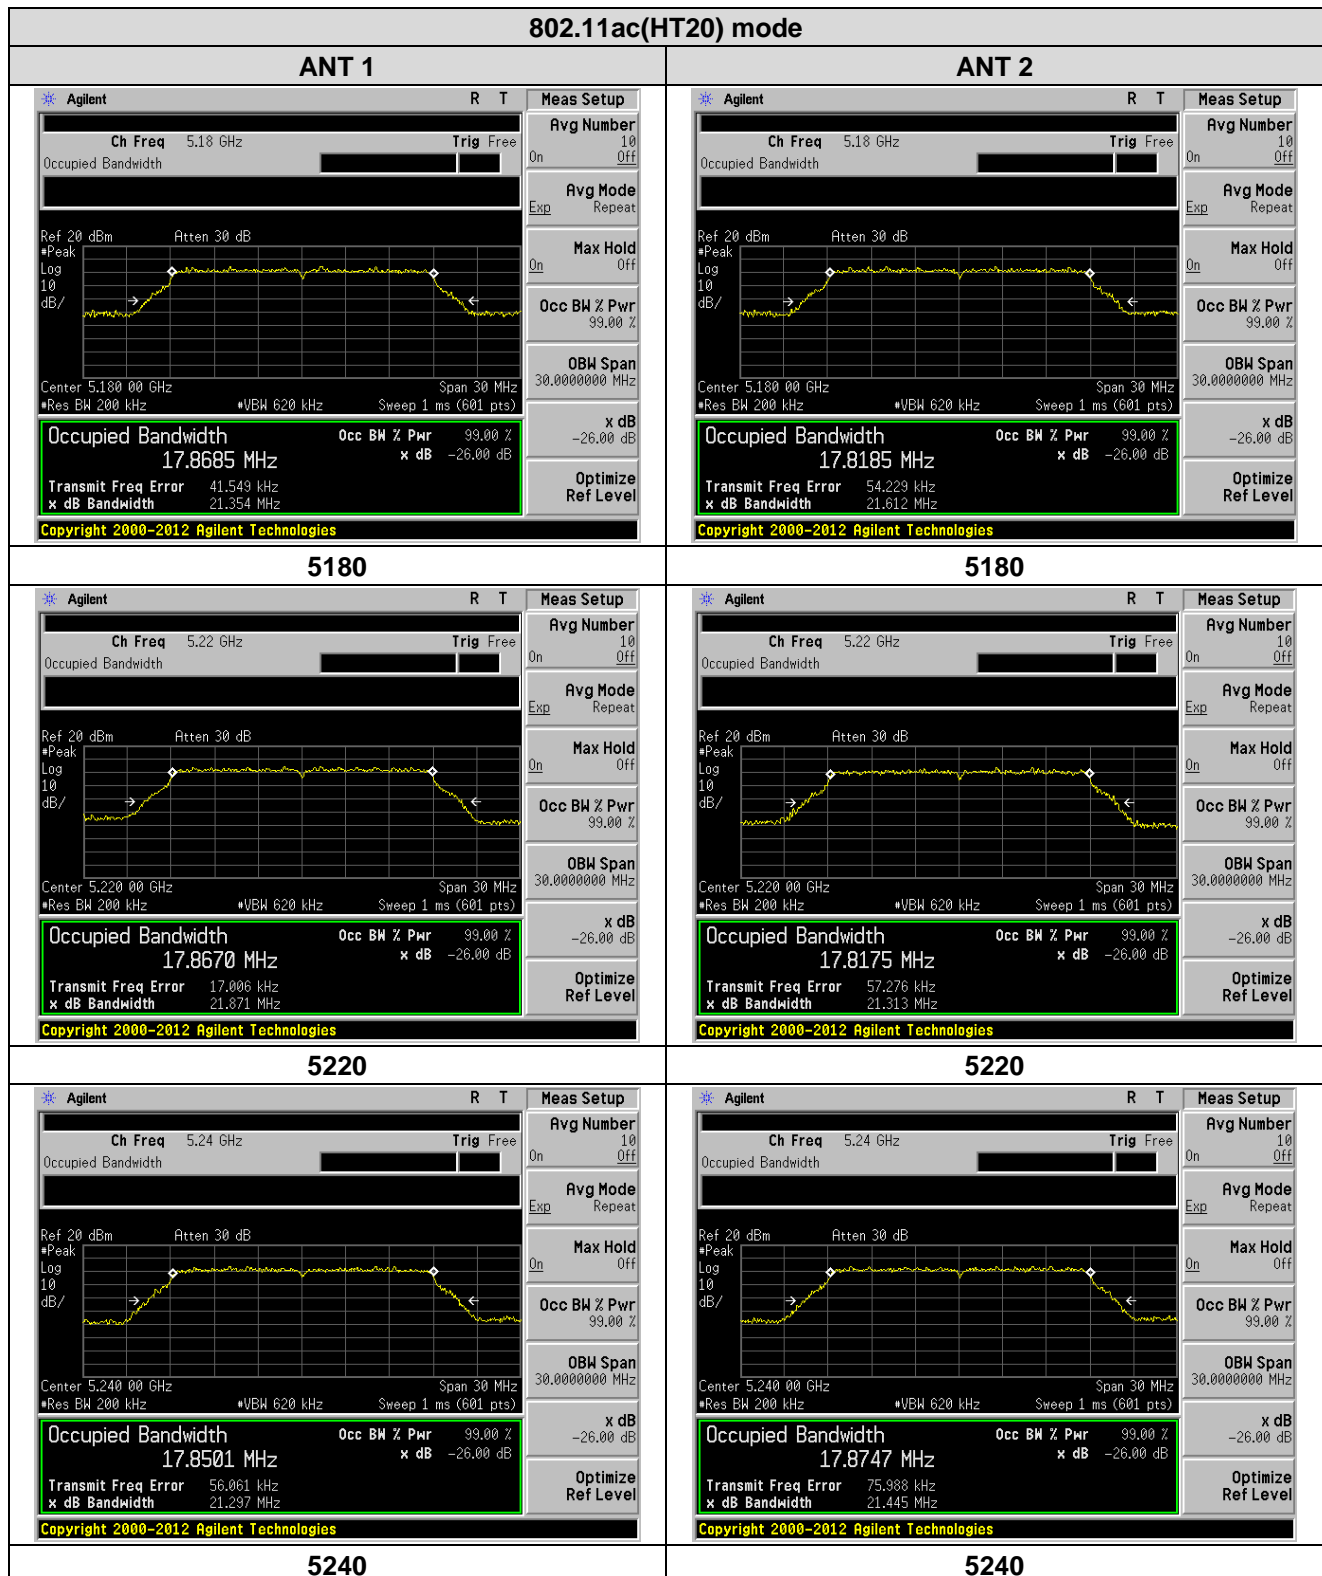 802.11ac(HT20) mode
ANT 1
ANT 2
Agilent R T Meas Setup
Ch Freq 5.18 GHz Trig Free
Occupied Bandwidth
Avg Number
10
On Off
Avg Mode
Exp Repeat
Ref 20 dBm Atten 30 dB
#Peak
Log
10
dB/
Max Hold
On Off
Occ BW % Pwr
99.00 %
OBW Span
30.0000000 MHz
Center 5.180 00 GHz Span 30 MHz
#Res BW 200 kHz #VBW 620 kHz Sweep 1 ms (601 pts)
x dB
-26.00 dB
Occupied Bandwidth Occ BW % Pwr 99.00 %
17.8685 MHz x dB -26.00 dB
Transmit Freq Error 41.549 kHz
x dB Bandwidth 21.354 MHz
Optimize
Ref Level
Copyright 2000-2012 Agilent Technologies
Agilent R T Meas Setup
Ch Freq 5.18 GHz Trig Free
Occupied Bandwidth
Avg Number
10
On Off
Avg Mode
Exp Repeat
Ref 20 dBm Atten 30 dB
#Peak
Log
10
dB/
Max Hold
On Off
Occ BW % Pwr
99.00 %
OBW Span
30.0000000 MHz
Center 5.180 00 GHz Span 30 MHz
#Res BW 200 kHz #VBW 620 kHz Sweep 1 ms (601 pts)
x dB
-26.00 dB
Occupied Bandwidth Occ BW % Pwr 99.00 %
17.8185 MHz x dB -26.00 dB
Transmit Freq Error 54.229 kHz
x dB Bandwidth 21.612 MHz
Optimize
Ref Level
Copyright 2000-2012 Agilent Technologies
5180
5180
Agilent R T Meas Setup
Ch Freq 5.22 GHz Trig Free
Occupied Bandwidth
Avg Number
10
On Off
Avg Mode
Exp Repeat
Ref 20 dBm Atten 30 dB
#Peak
Log
10
dB/
Max Hold
On Off
Occ BW % Pwr
99.00 %
OBW Span
30.0000000 MHz
Center 5.220 00 GHz Span 30 MHz
#Res BW 200 kHz #VBW 620 kHz Sweep 1 ms (601 pts)
x dB
-26.00 dB
Occupied Bandwidth Occ BW % Pwr 99.00 %
17.8670 MHz x dB -26.00 dB
Transmit Freq Error 17.006 kHz
x dB Bandwidth 21.871 MHz
Optimize
Ref Level
Copyright 2000-2012 Agilent Technologies
Agilent R T Meas Setup
Ch Freq 5.22 GHz Trig Free
Occupied Bandwidth
Avg Number
10
On Off
Avg Mode
Exp Repeat
Ref 20 dBm Atten 30 dB
#Peak
Log
10
dB/
Max Hold
On Off
Occ BW % Pwr
99.00 %
OBW Span
30.0000000 MHz
Center 5.220 00 GHz Span 30 MHz
#Res BW 200 kHz #VBW 620 kHz Sweep 1 ms (601 pts)
x dB
-26.00 dB
Occupied Bandwidth Occ BW % Pwr 99.00 %
17.8175 MHz x dB -26.00 dB
Transmit Freq Error 57.276 kHz
x dB Bandwidth 21.313 MHz
Optimize
Ref Level
Copyright 2000-2012 Agilent Technologies
5220
5220
Agilent R T Meas Setup
Ch Freq 5.24 GHz Trig Free
Occupied Bandwidth
Avg Number
10
On Off
Avg Mode
Exp Repeat
Ref 20 dBm Atten 30 dB
#Peak
Log
10
dB/
Max Hold
On Off
Occ BW % Pwr
99.00 %
OBW Span
30.0000000 MHz
Center 5.240 00 GHz Span 30 MHz
#Res BW 200 kHz #VBW 620 kHz Sweep 1 ms (601 pts)
x dB
-26.00 dB
Occupied Bandwidth Occ BW % Pwr 99.00 %
17.8501 MHz x dB -26.00 dB
Transmit Freq Error 56.061 kHz
x dB Bandwidth 21.297 MHz
Optimize
Ref Level
Copyright 2000-2012 Agilent Technologies
Agilent R T Meas Setup
Ch Freq 5.24 GHz Trig Free
Occupied Bandwidth
Avg Number
10
On Off
Avg Mode
Exp Repeat
Ref 20 dBm Atten 30 dB
#Peak
Log
10
dB/
Max Hold
On Off
Occ BW % Pwr
99.00 %
OBW Span
30.0000000 MHz
Center 5.240 00 GHz Span 30 MHz
#Res BW 200 kHz #VBW 620 kHz Sweep 1 ms (601 pts)
x dB
-26.00 dB
Occupied Bandwidth Occ BW % Pwr 99.00 %
17.8747 MHz x dB -26.00 dB
Transmit Freq Error 75.988 kHz
x dB Bandwidth 21.445 MHz
Optimize
Ref Level
Copyright 2000-2012 Agilent Technologies
5240
5240